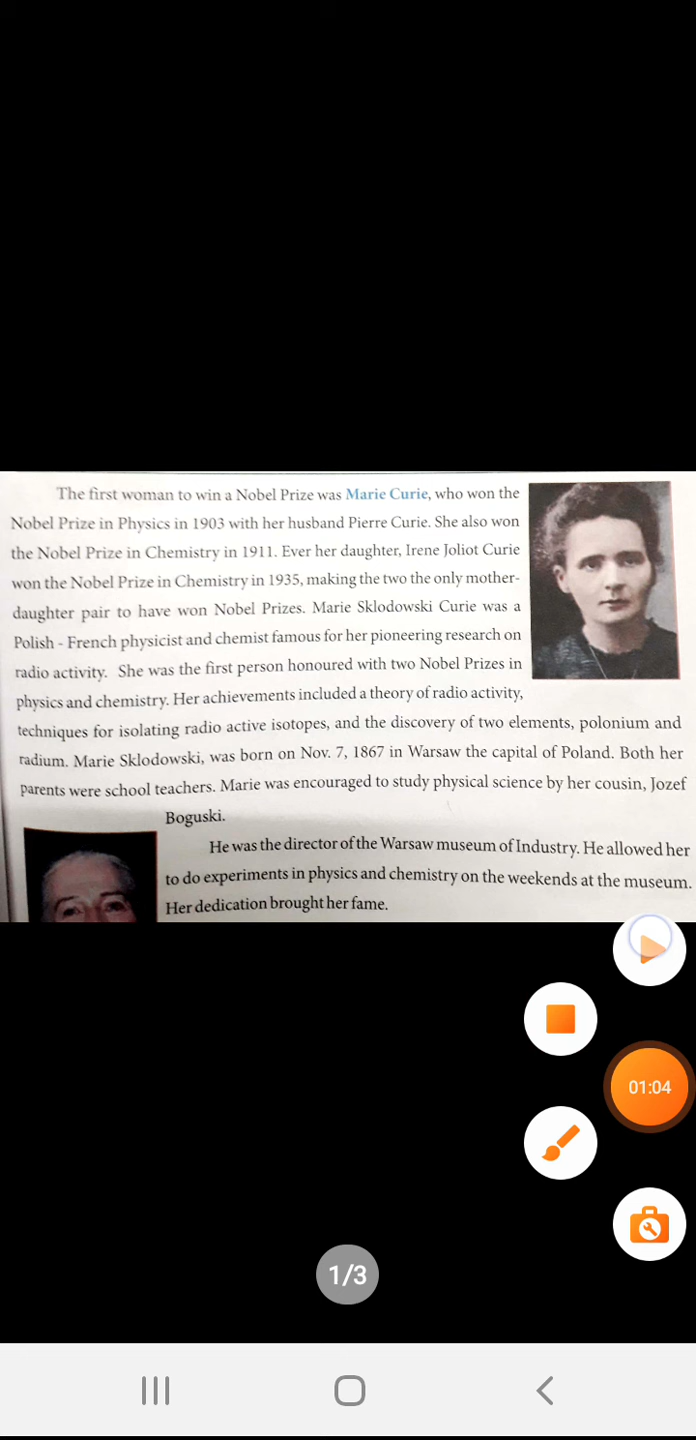 The first woman to win a Nobel Prize was Marie Curie, who won the
Nobel Prize in Physics in 1903 with her husband Pierre Curie. She also won
the Nobel Prize in Chemistry in 1911. Ever her daughter, Irene Joliot Curie
won the Nobel Prize in Chemistry in 1935, making the two the only mother-
daughter pair to have won Nobel Prizes. Marie Sklodowski Curie was a
Polish - French physicist and chemist famous for her pioneering research on
radio activity. She was the first person honoured with two Nobel Prizes in
physics and chemistry. Her achievements included a theory of radio activity,
techniques for isolating radio active isotopes, and the discovery of two elements, polonium and
radium. Marie Sklodowski, was born on Nov. 7, 1867 in Warsaw the capital of Poland. Both her
parents were school teachers. Marie was encouraged to study physical science by her cousin, Jozef
Boguski.
He was the director of the Warsaw museum of Industry. He allowed her
to do experiments in physics and chemistry on the weekends at the museum.
Her dedication brought her fame.
01:04
1/3